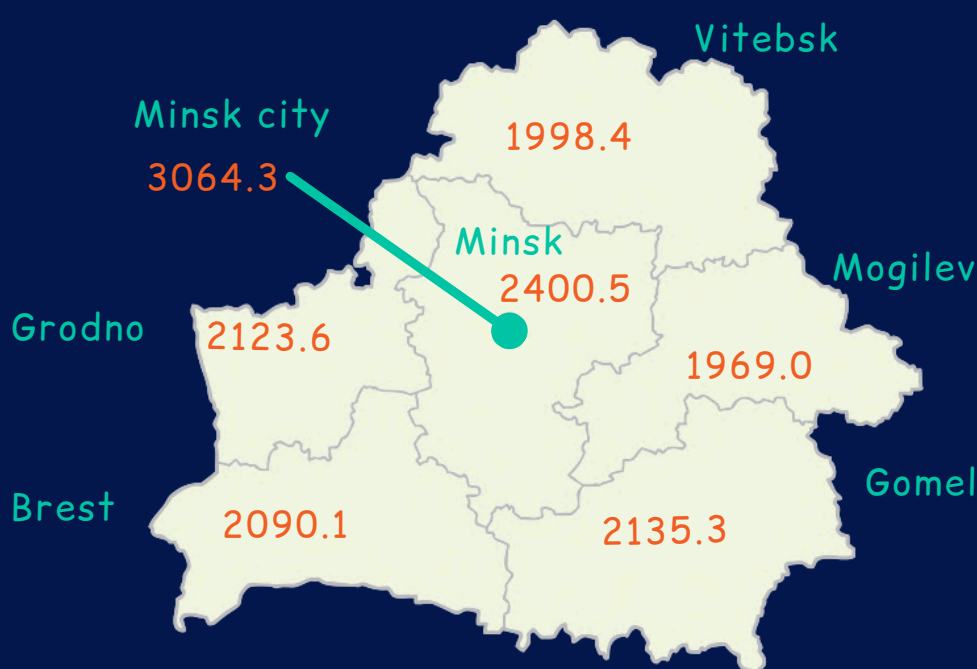 Vitebsk
1998.4
Minsk city
3064.3
Minsk
2400.5
Mogilev
1969.0
Grodno
2123.6
Brest
2090.1
Gomel
2135.3